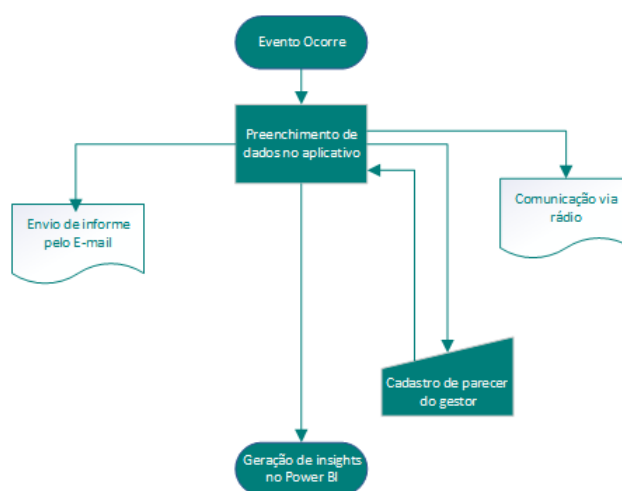 Evento Ocorre
Preenchimento de
dados no aplicativo
Envio de informe
pelo E-mail
Comunicação via
rádio
Cadastro de parecer
do gestor
Geração de insights
no Power BI